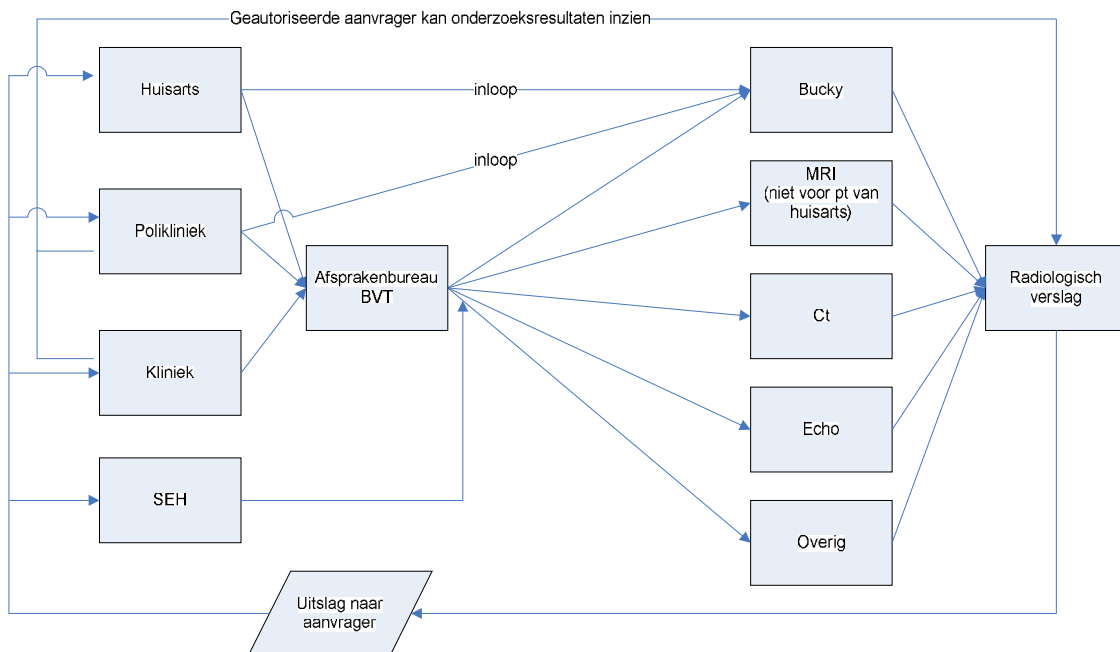 Geautoriseerde aanvrager kan onderzoeksresultaten inzien
Huisarts
inloop
Bucky
inloop
MRI
(niet voor pt van
huisarts)
Polikliniek
Afsprakenbureau
BVT
Radiologisch
verslag
Ct
Kliniek
Echo
SEH
Overig
Uitslag naar
aanvrager